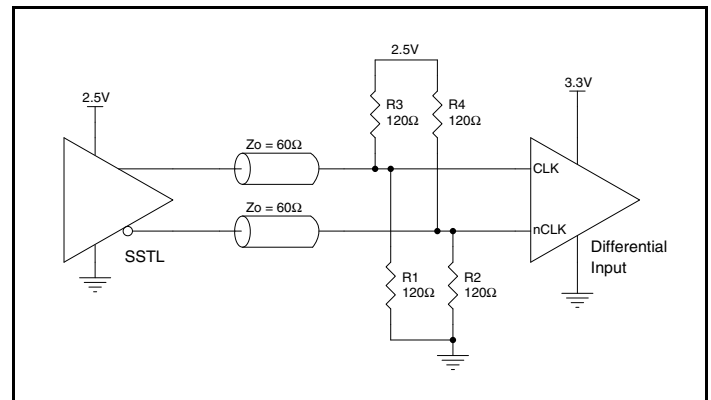 2.5V
3.3V
2.5V
R3
120Ω
R4
120Ω
Zo = 60Ω
CLK
Zo = 60Ω
nCLK
SSTL
Differential
Input
R1
120Ω
R2
120Ω